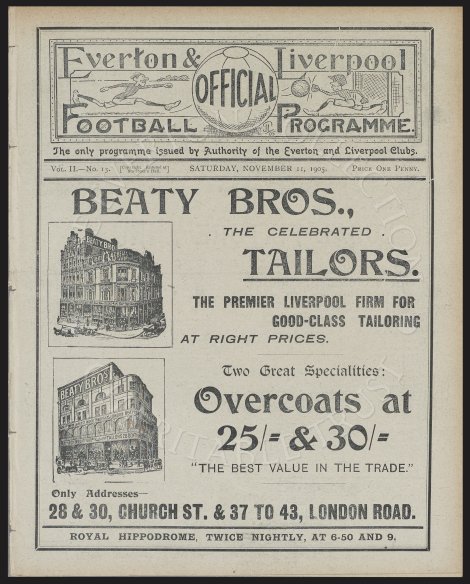 Everton & Liverpool
OFFICIAL
FOOTBALL PROGRAMME.
The only programme issued by Authority of the Everton and Liverpool Clubs.
VOL. II.—No. 13. SATURDAY, NOVEMBER 11, 1905. PRICE ONE PENNY.
BEATY BROS.,
THE CELEBRATED
TAILORS.
BEATY BROS
THE PREMIER LIVERPOOL FIRM FOR
GOOD-CLASS TAILORING
AT RIGHT PRICES.
Two Great Specialities:
BEATY BROS
Overcoats at
25/= & 30/=
"THE BEST VALUE IN THE TRADE."
Only Addresses—
28 & 30, CHURCH ST. & 37 TO 43, LONDON ROAD.
ROYAL HIPPODROME, TWICE NIGHTLY, AT 6-50 AND 9.